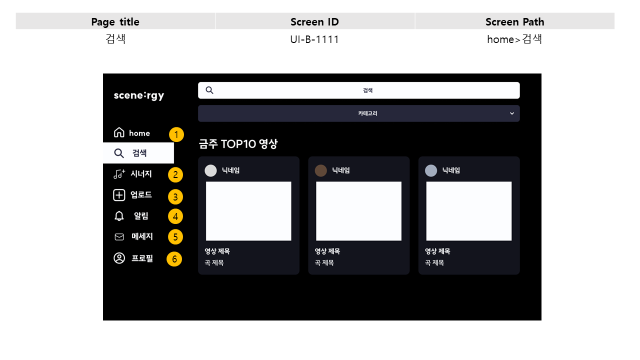 Page title Screen ID Screen Path
검색 UI-B-1111 home>검색
scene:rgy
검색
카테고리
home 1
금주 TOP10 영상
검색
시너지 2
업로드 3
알림 4
메세지 5
프로필 6
닉네임 닉네임 닉네임
영상 제목 영상 제목 영상 제목
곡 제목 곡 제목 곡 제목